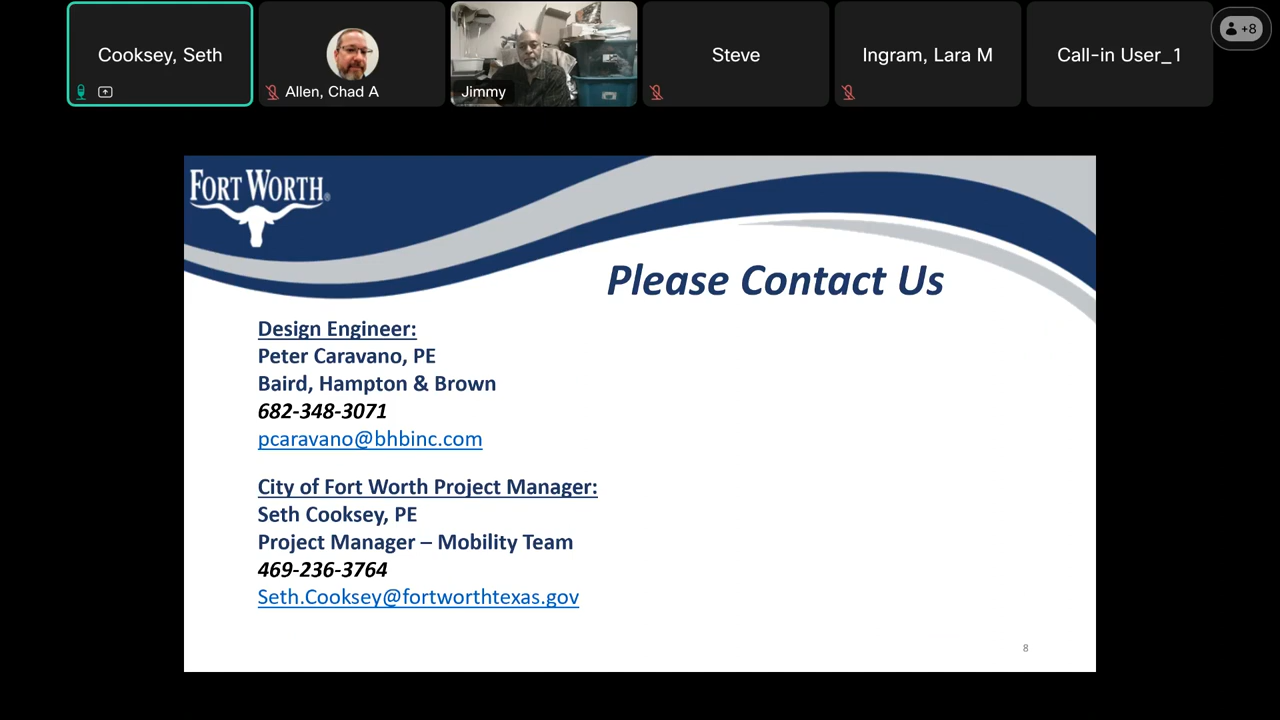 Cooksey, Seth
Allen, Chad A
Jimmy
Steve
Ingram, Lara M
Call-in User_1
+8
FORT WORTH®
Please Contact Us
Design Engineer:
Peter Caravano, PE
Baird, Hampton & Brown
682-348-3071
pcaravano@bhbinc.com
City of Fort Worth Project Manager:
Seth Cooksey, PE
Project Manager – Mobility Team
469-236-3764
Seth.Cooksey@fortworthtexas.gov
8